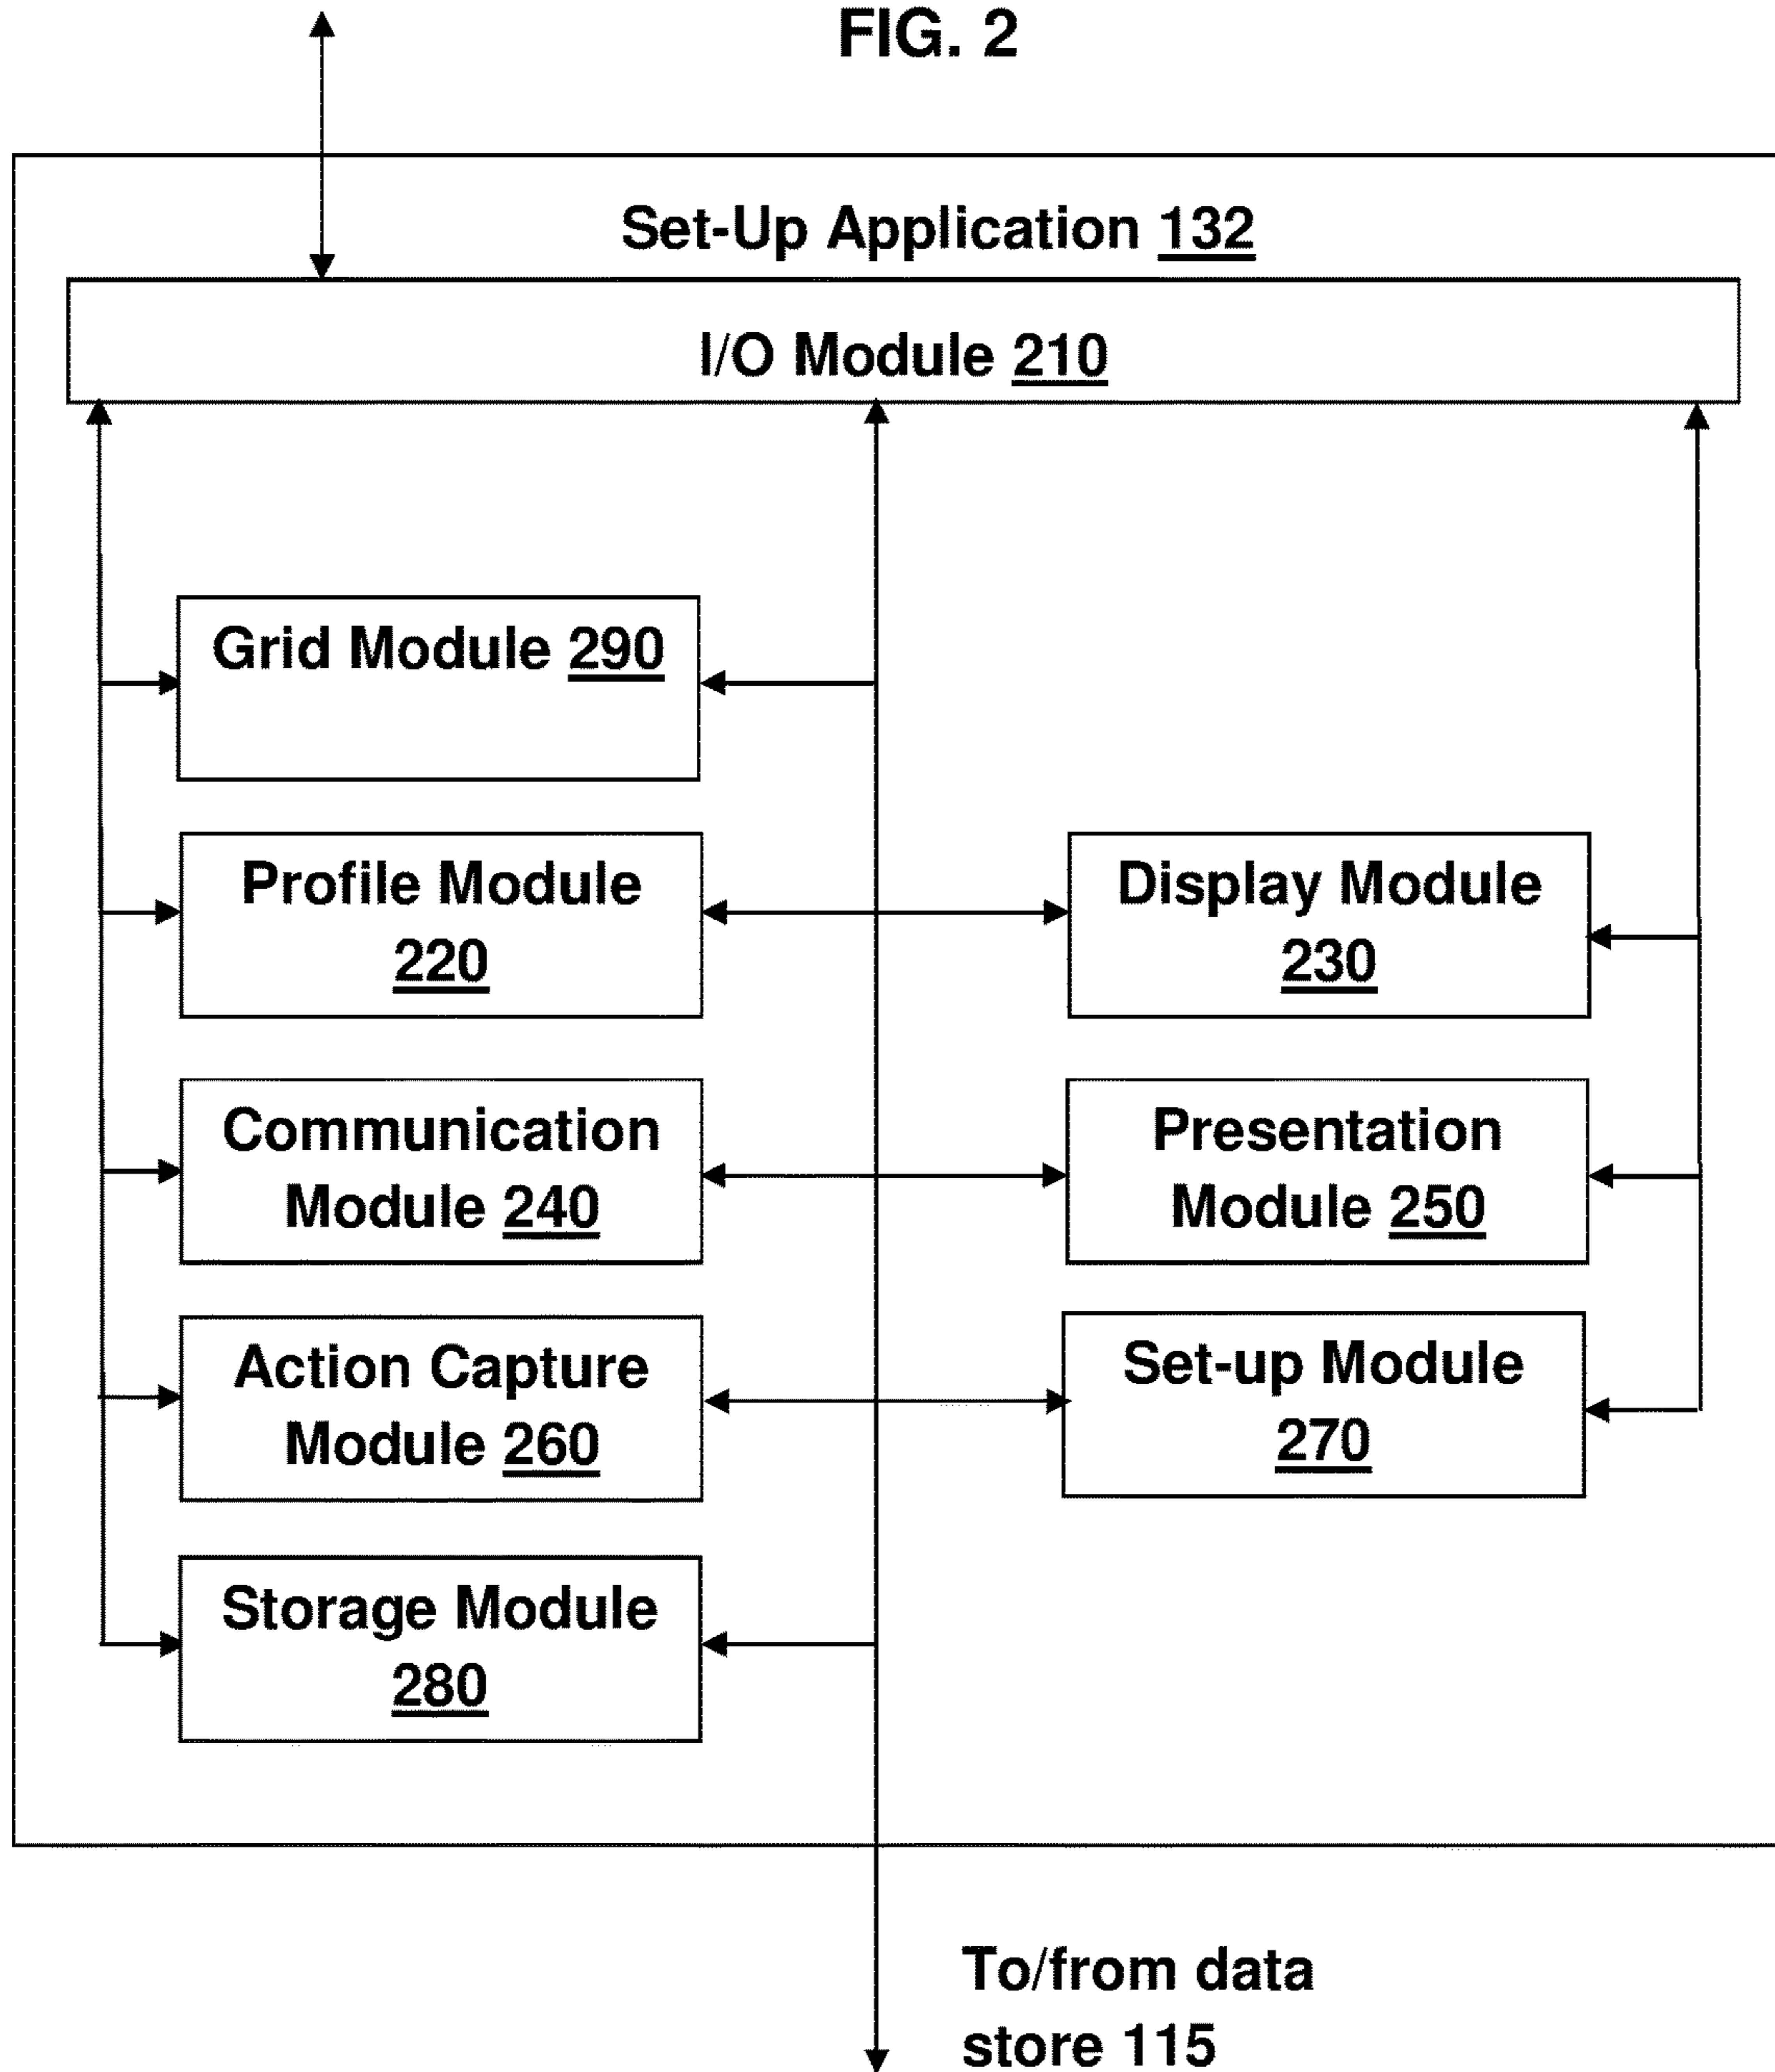 FIG. 2
Set-Up Application 132
I/O Module 210
Grid Module 290
Profile Module
220
Display Module
230
Communication
Module 240
Presentation
Module 250
Action Capture
Module 260
Set-up Module
270
Storage Module
280
To/from data
store 115